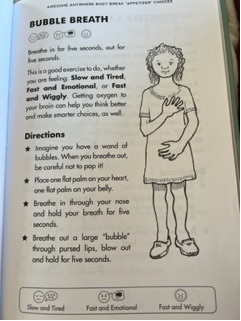 AWESOME ANYWHERE BODY BREAK 'APPETIZER' CHOICES
BUBBLE BREATH
Breathe in for five seconds, out for
five seconds.
This is a good exercise to do, whether
you are feeling Slow and Tired,
Fast and Emotional, or Fast
and Wiggly. Getting oxygen to
your brain can help you think better
and make smarter choices, as well.
Directions
★ Imagine you have a wand of
bubbles. When you breathe out,
be careful not to pop it!
★ Place one flat palm on your heart,
one flat palm on your belly.
★ Breathe in through your nose
and hold your breath for five
seconds.
★ Breathe out a large “bubble”
through pursed lips, blow out
and hold for five seconds.
Slow and Tired
Fast and Emotional
Fast and Wiggly